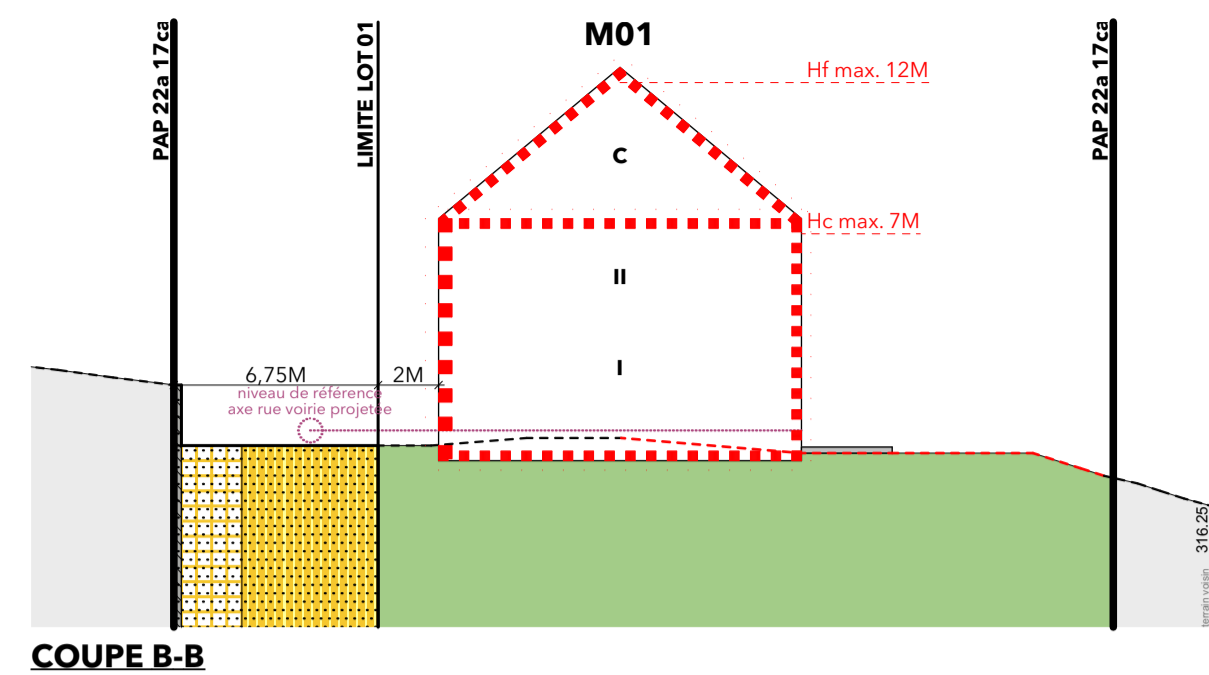 M01
PAP 22a 17ca
LIMITE LOT 01
PAP 22a 17ca
Hf max. 12M
C
Hc max. 7M
II
I
6,75M
2M
niveau de référence
axe rue voirie projetée
316.25
terrain voisin
COUPE B-B